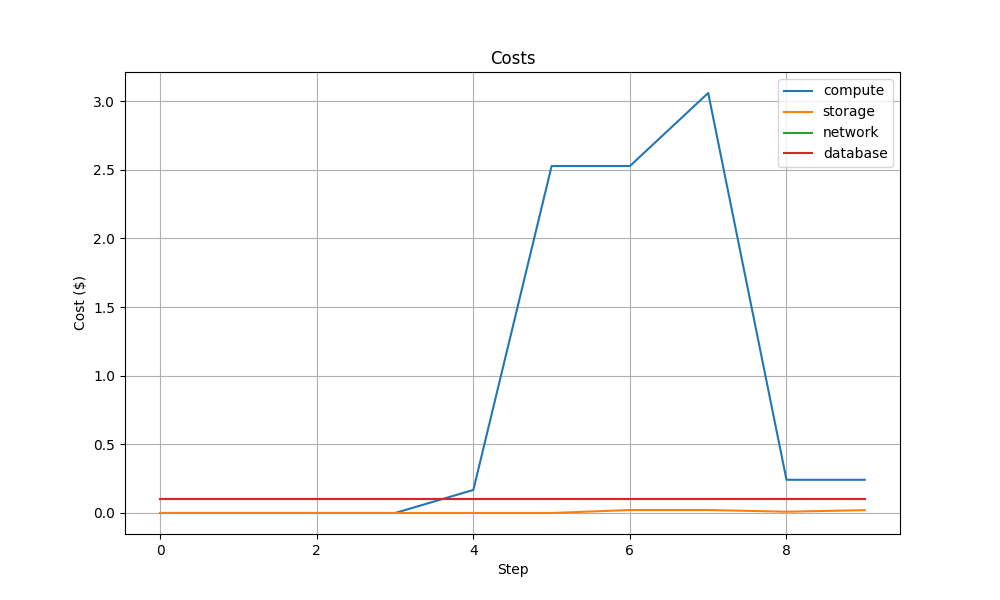 Costs
compute
storage
network
database
3.0
2.5
2.0
1.5
1.0
0.5
0.0
Cost ($)
0 2 4 6 8
Step